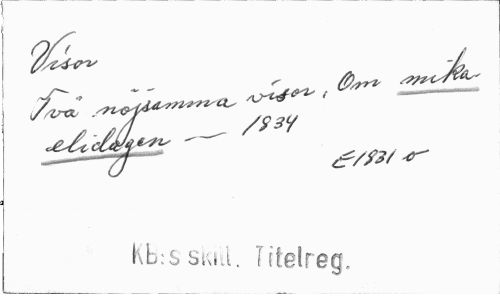 Visor
Två nöjsamma visor, Om mika
elidagen — 1834
E1831 o
KB:s skill. Titelreg.